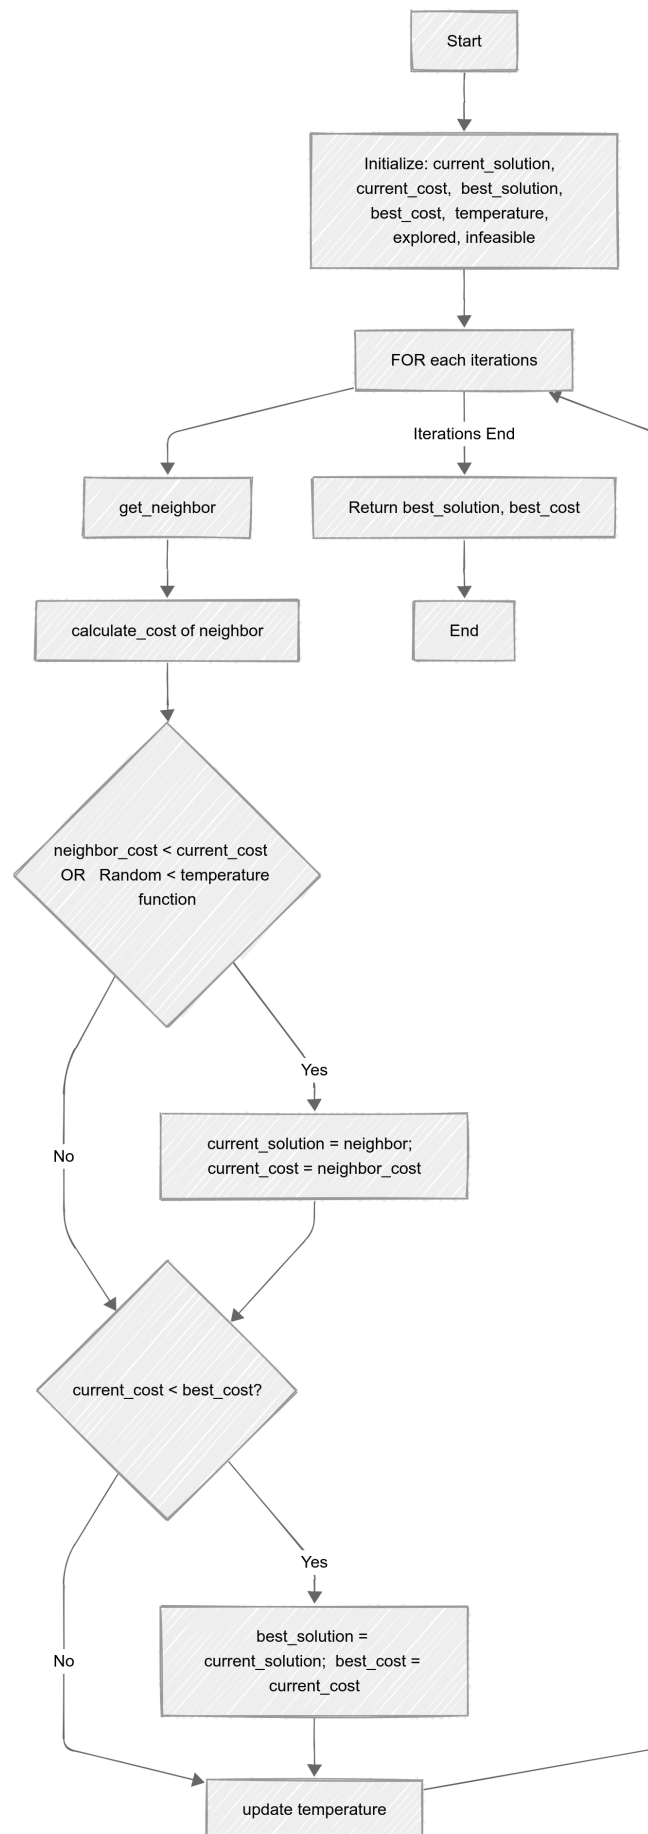 Start
Initialize: current_solution,
current_cost, best_solution,
best_cost, temperature,
explored, infeasible
FOR each iterations
Iterations End
get_neighbor
Return best_solution, best_cost
calculate_cost of neighbor
End
neighbor_cost < current_cost
OR Random < temperature
function
Yes
current_solution = neighbor;
current_cost = neighbor_cost
No
current_cost < best_cost?
Yes
best_solution =
current_solution; best_cost =
current_cost
No
update temperature